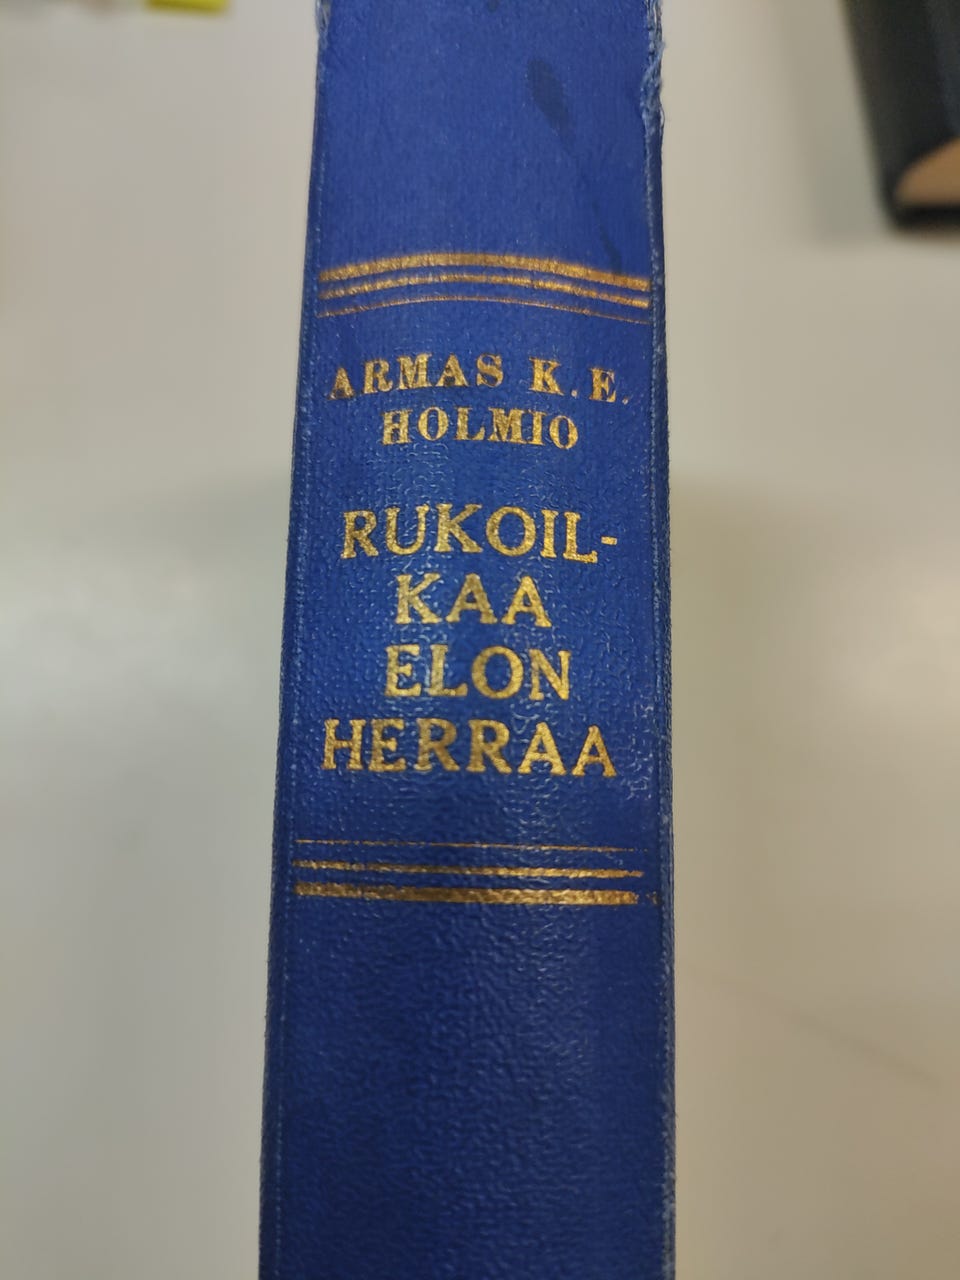 ARMAS K. E.
HOLMIO
RUKOIL-
KAA
ELON
HERRAA